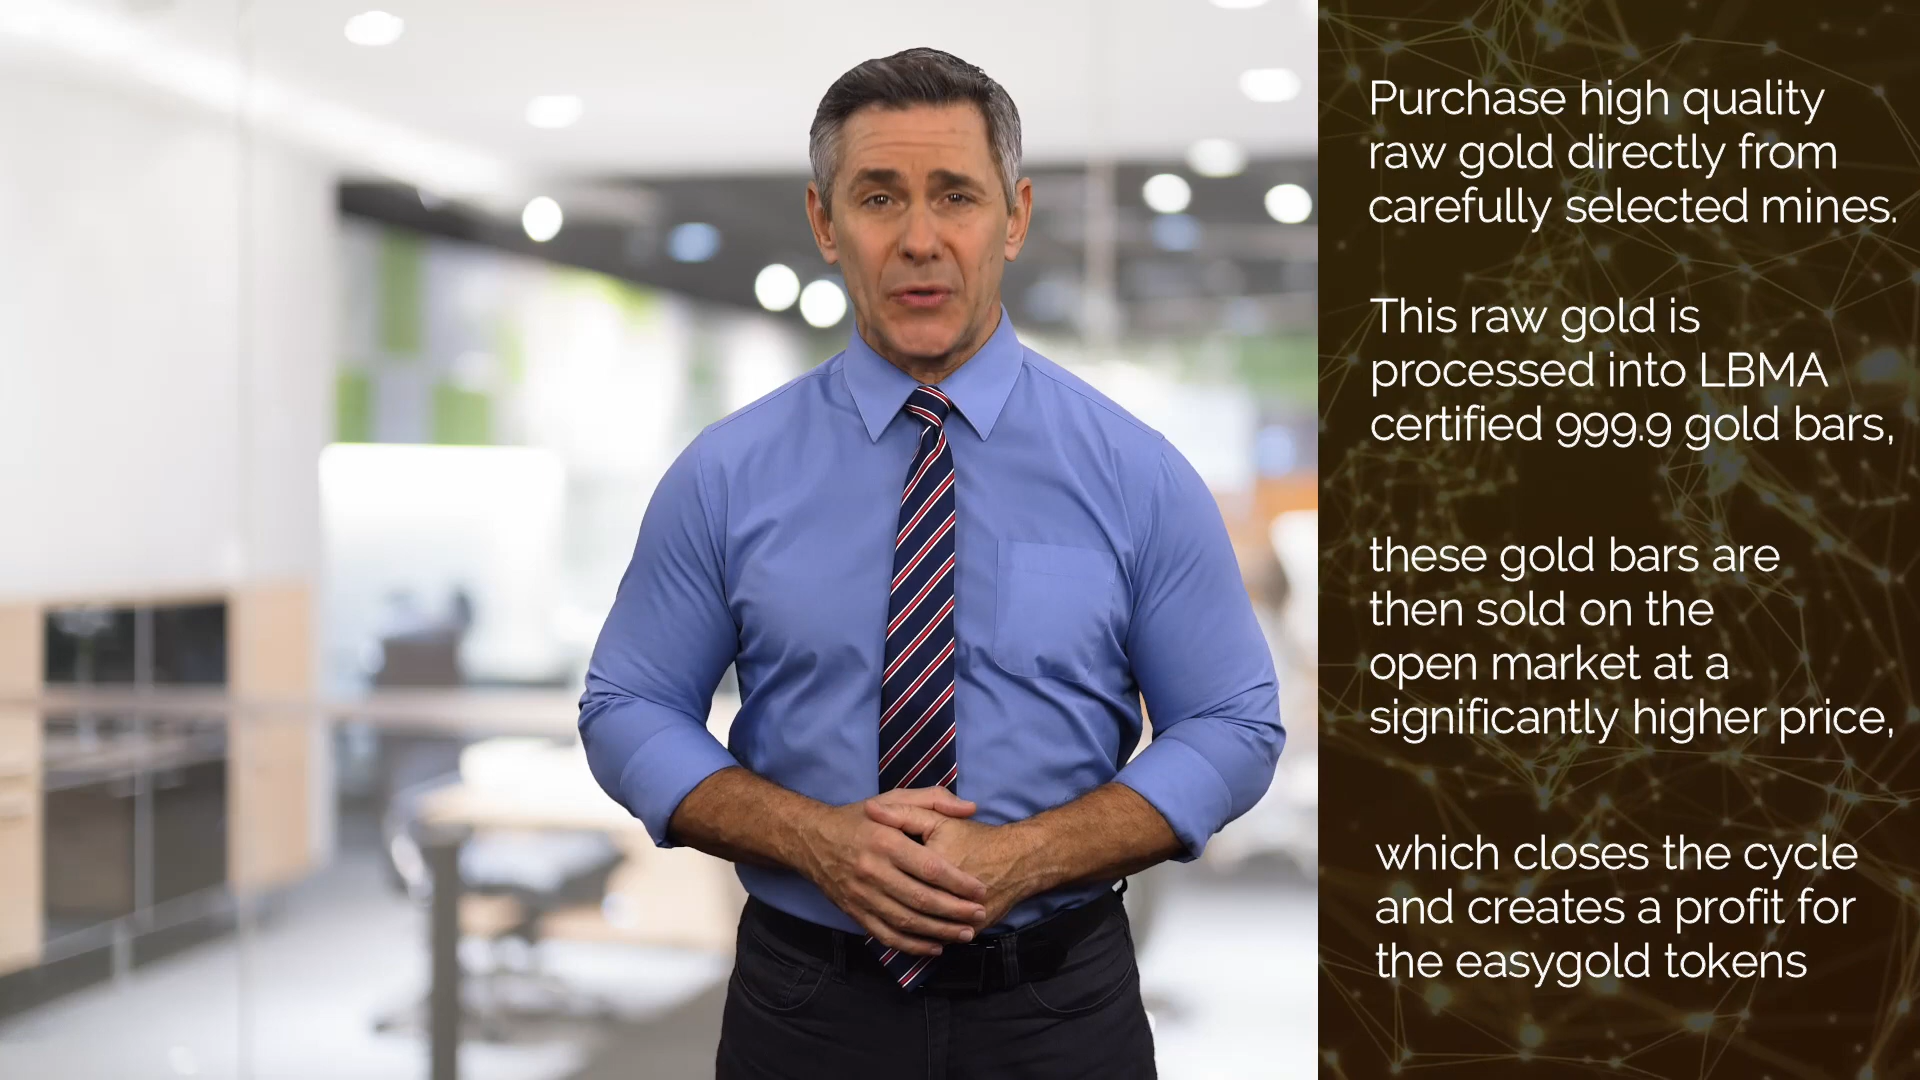 Purchase high quality
raw gold directly from
carefully selected mines.
This raw gold is
processed into LBMA
certified 999.9 gold bars,
these gold bars are
then sold on the
open market at a
significantly higher price,
which closes the cycle
and creates a profit for
the easygold tokens